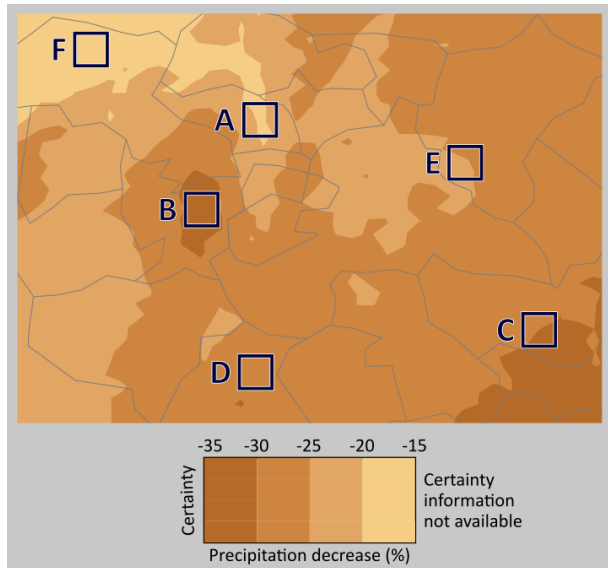 F
A
E
B
C
D
-35 -30 -25 -20 -15
Certainty
Certainty
information
not available
Precipitation decrease (%)